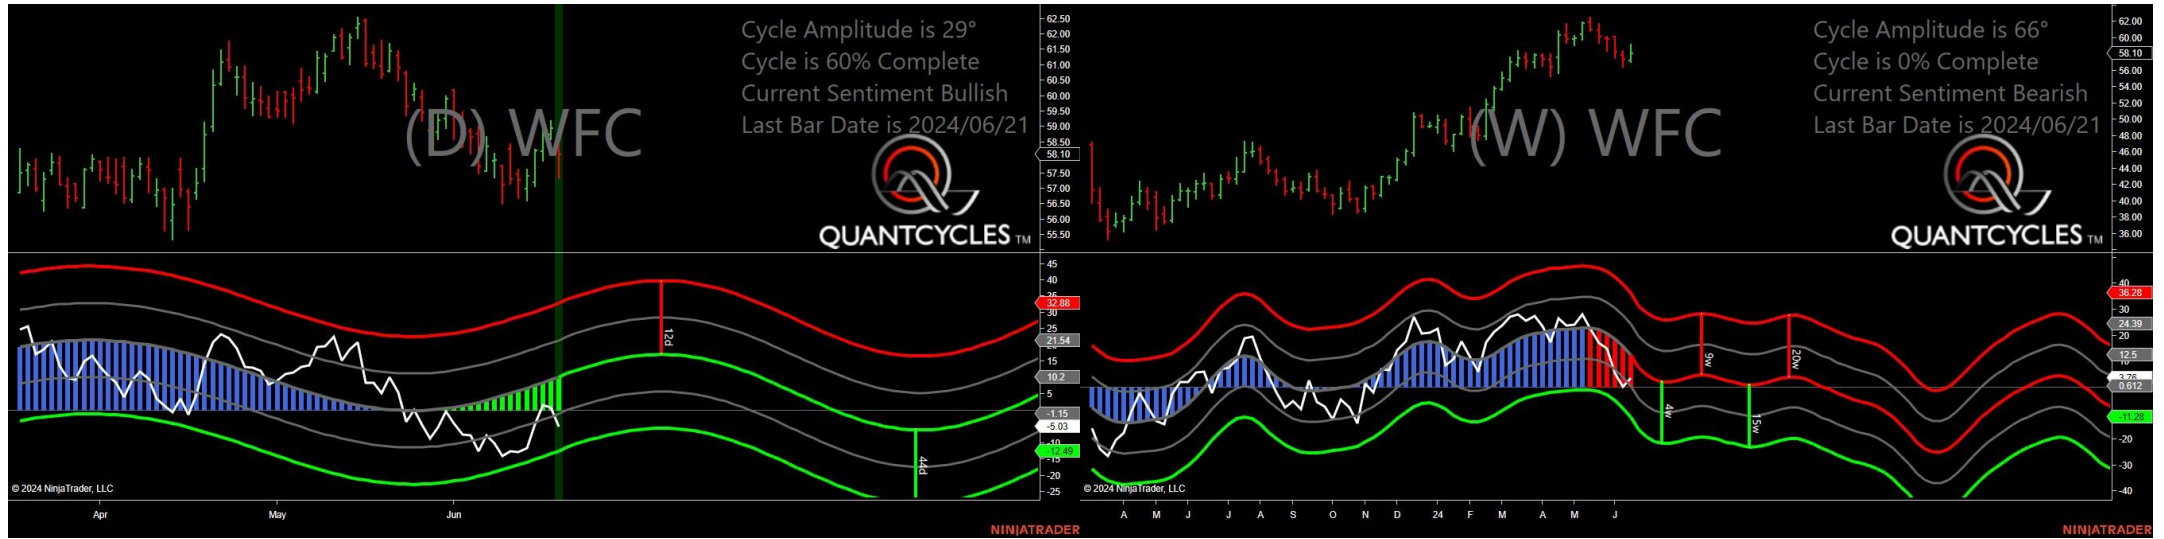 Cycle Amplitude is 29°
Cycle is 60% Complete
Current Sentiment Bullish
Last Bar Date is 2024/06/21
(D) WFC
QUANTCYCLES TM
62.50
62.00
61.50
61.00
60.50
60.00
59.50
59.00
58.50
58.10
57.50
57.00
56.50
56.00
55.50
45
40
32.88
30
25
21.54
15
10.2
5
-1.15
-5.03
-10
-12.49
-15
-20
-25
12d
44d
© 2024 NinjaTrader, LLC
Apr May Jun
NINJATRADER
Cycle Amplitude is 66°
Cycle is 0% Complete
Current Sentiment Bearish
Last Bar Date is 2024/06/21
(W) WFC
QUANTCYCLES TM
62.00
60.00
58.10
56.00
54.00
52.00
50.00
48.00
46.00
44.00
42.00
40.00
38.00
36.00
40
36.28
30
24.39
20
12.5
3.76
0.612
-11.28
-20
-30
-40
4w
9w
15w
20w
© 2024 NinjaTrader, LLC
A M J J A S O N D 24 F M A M J
NINJATRADER